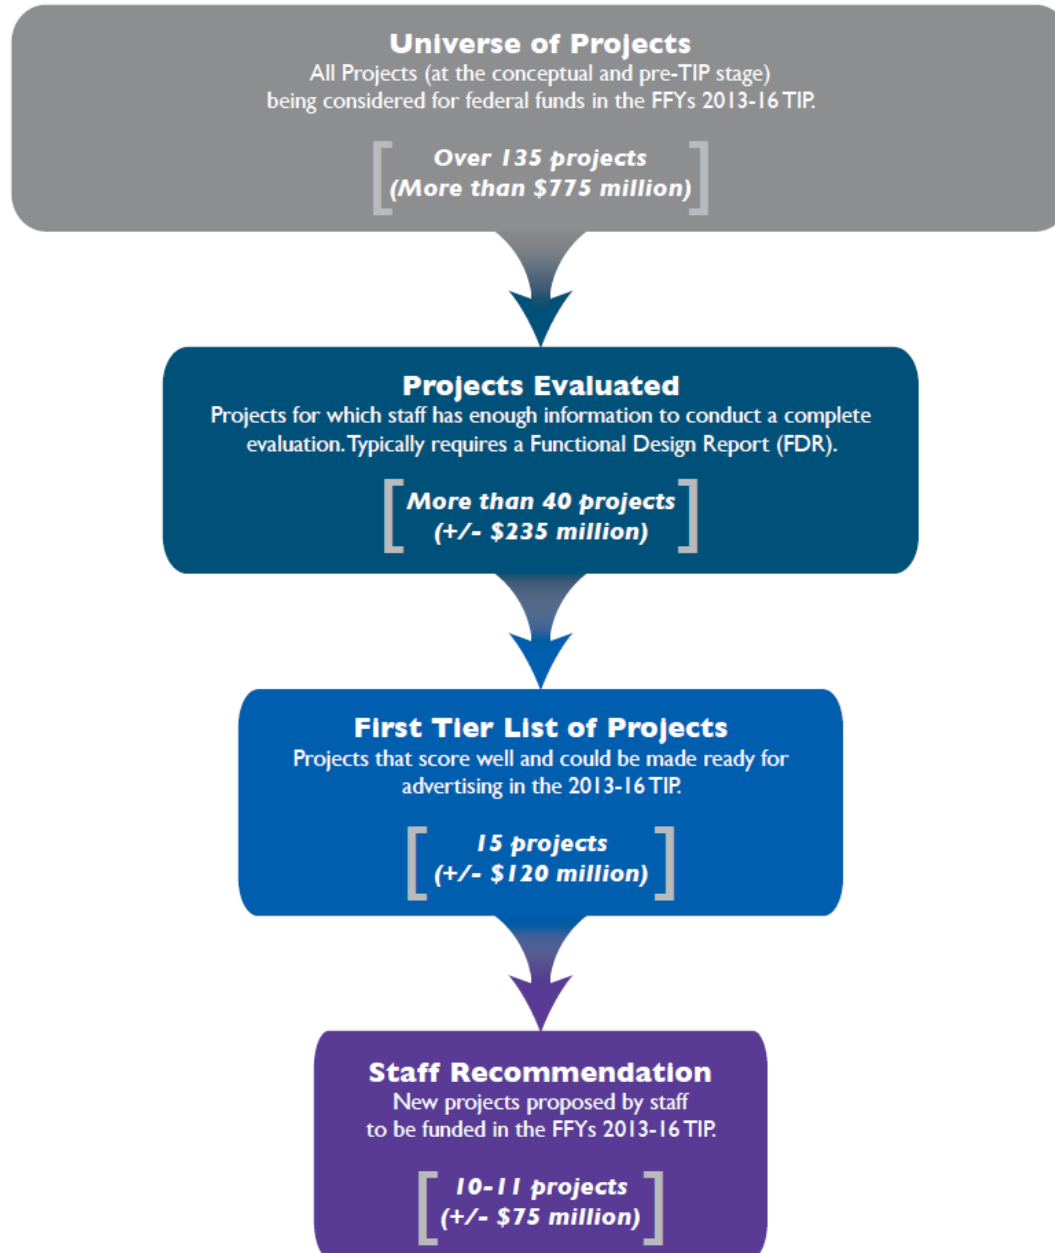 Universe of Projects
All Projects (at the conceptual and pre-TIP stage)
being considered for federal funds in the FFYs 2013-16 TIP.
[Over 135 projects
(More than $775 million)]
Projects Evaluated
Projects for which staff has enough information to conduct a complete
evaluation. Typically requires a Functional Design Report (FDR).
[More than 40 projects
(+/- $235 million)]
First Tier List of Projects
Projects that score well and could be made ready for
advertising in the 2013-16 TIP.
[15 projects
(+/- $120 million)]
Staff Recommendation
New projects proposed by staff
to be funded in the FFYs 2013-16 TIP.
[10-11 projects
(+/- $75 million)]